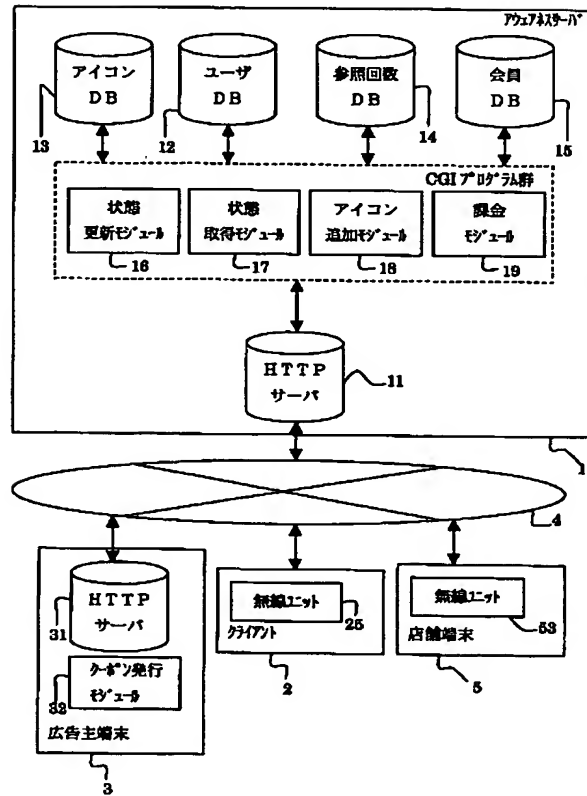 アウェアネスサーバ
アイコン
DB
ユーザ
DB
参照回数
DB
会員
DB
13
12
14
15
CGIプログラム群
状態
更新モジュール
状態
取得モジュール
アイコン
追加モジュール
課金
モジュール
16
17
18
19
HTTP
サーバ
11
1
4
HTTP
サーバ
31
クーポン発行
モジュール
32
広告主端末
3
無線ユニット
25
クライアント
2
無線ユニット
53
店舗端末
5